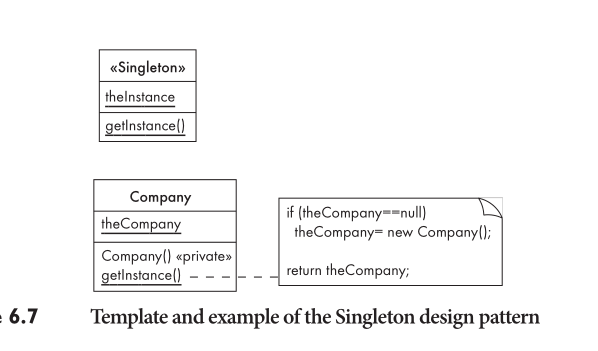 «Singleton»
theInstance
getInstance()
Company
theCompany
Company() «private»
getInstance()
if (theCompany==null)
theCompany= new Company();
return theCompany;
6.7 Template and example of the Singleton design pattern